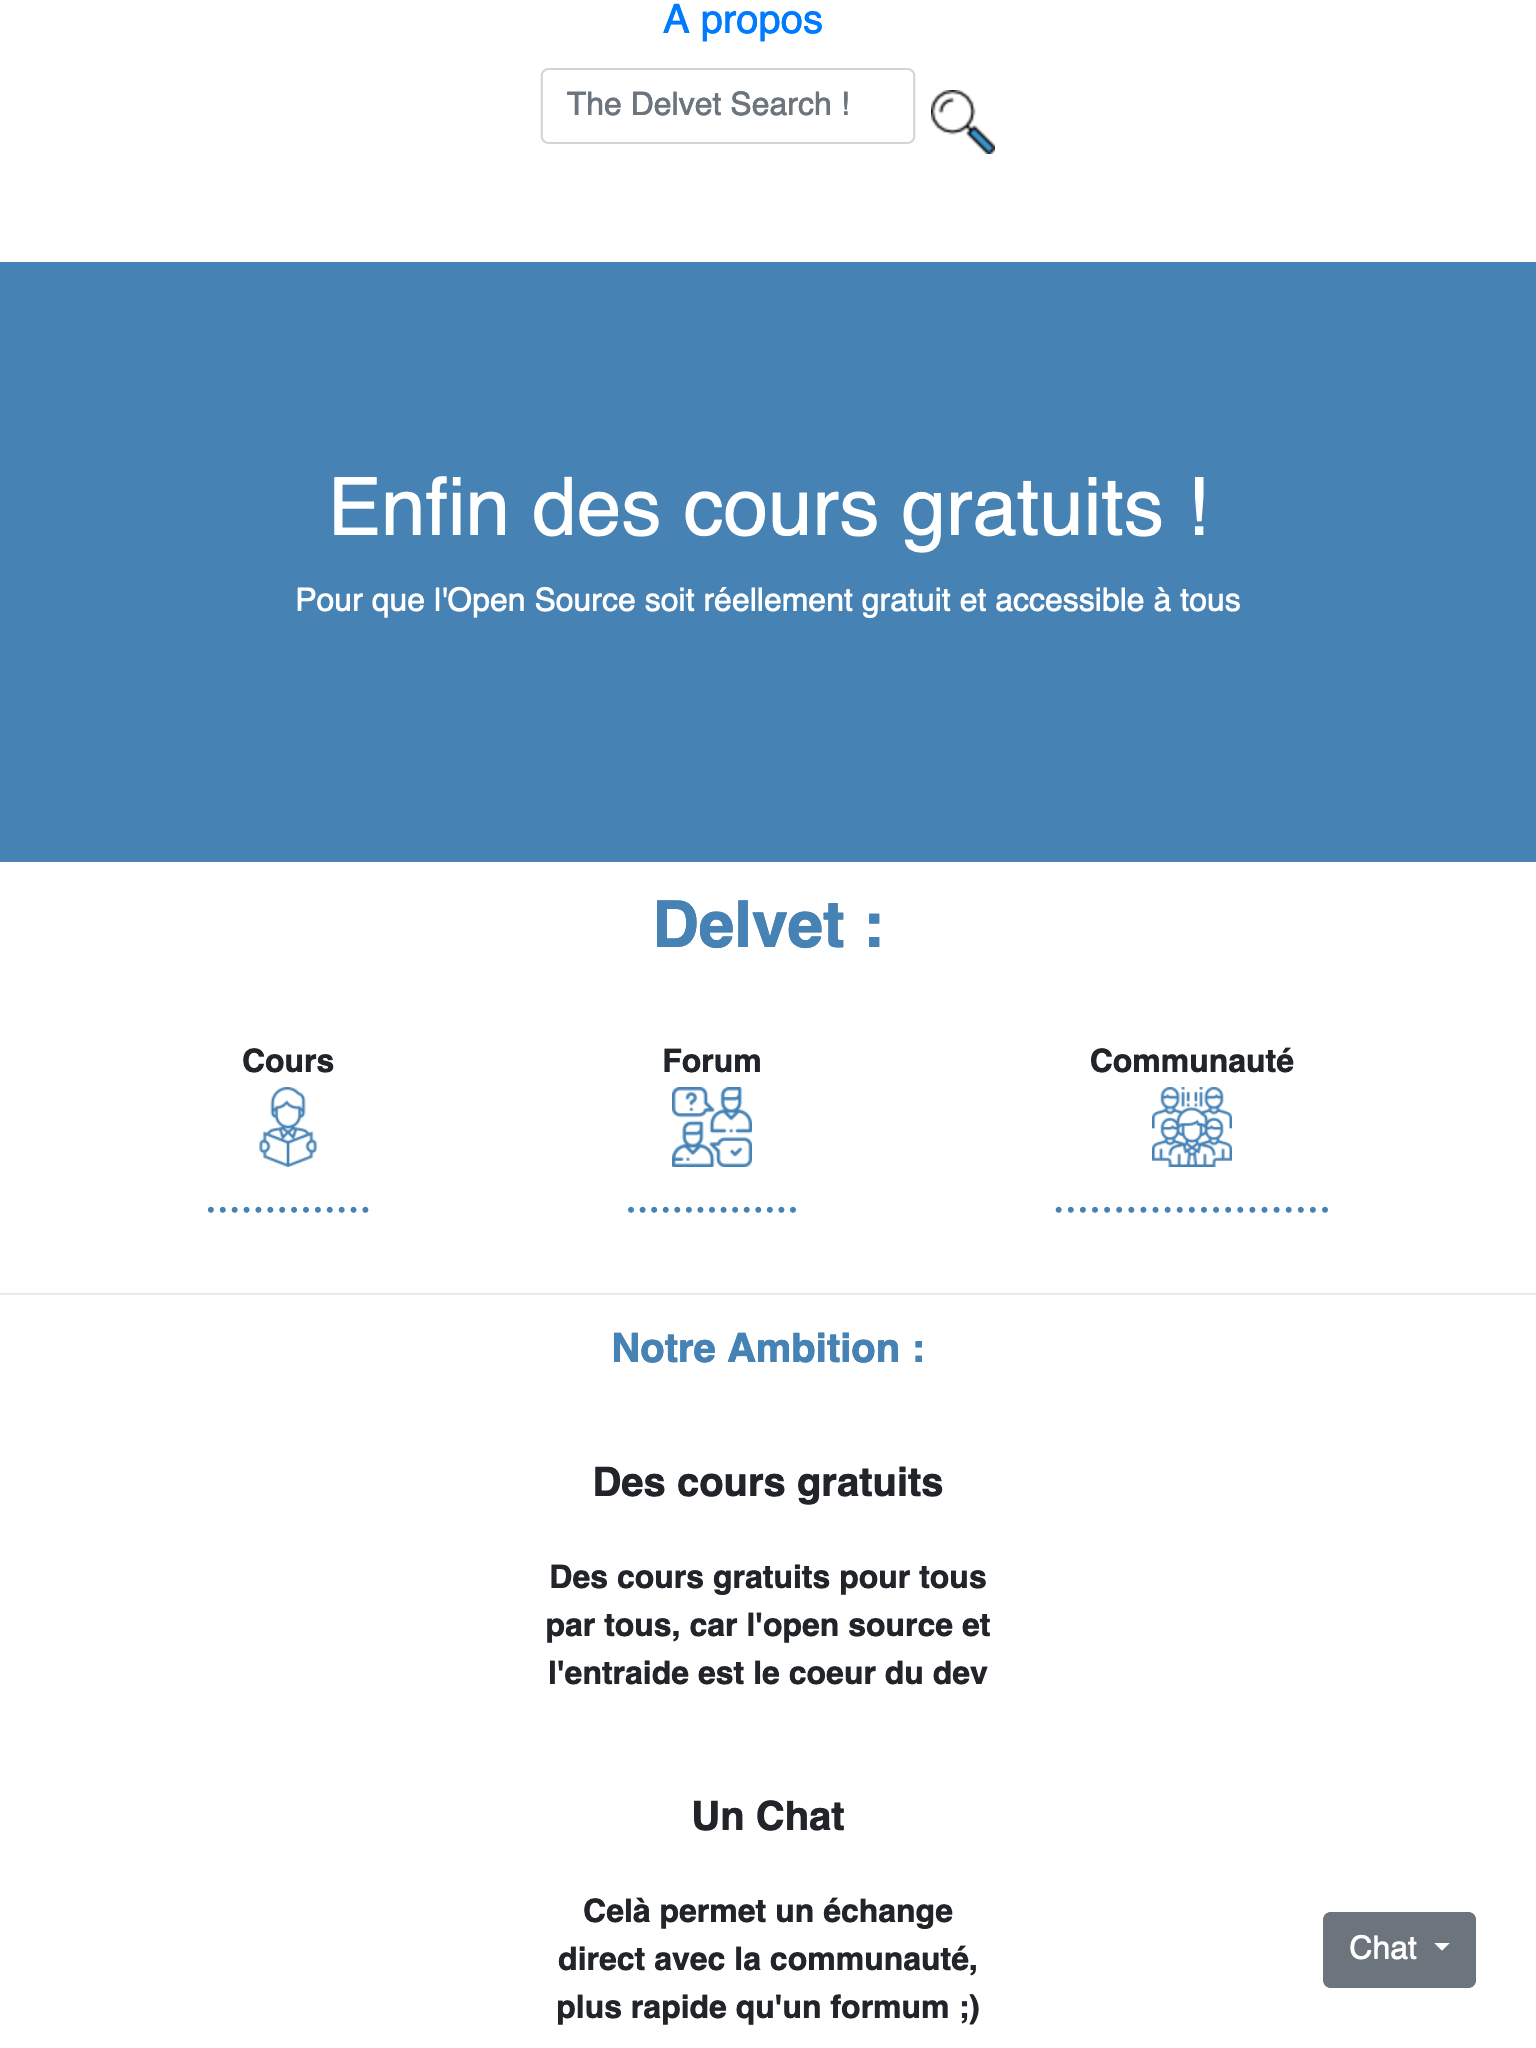 A propos
The Delvet Search !
Enfin des cours gratuits !
Pour que l'Open Source soit réellement gratuit et accessible à tous
Delvet :
Cours
Forum
Communauté
Notre Ambition :
Des cours gratuits
Des cours gratuits pour tous
par tous, car l'open source et
l'entraide est le coeur du dev
Un Chat
Celà permet un échange
direct avec la communauté,
plus rapide qu'un formum ;)
Chat